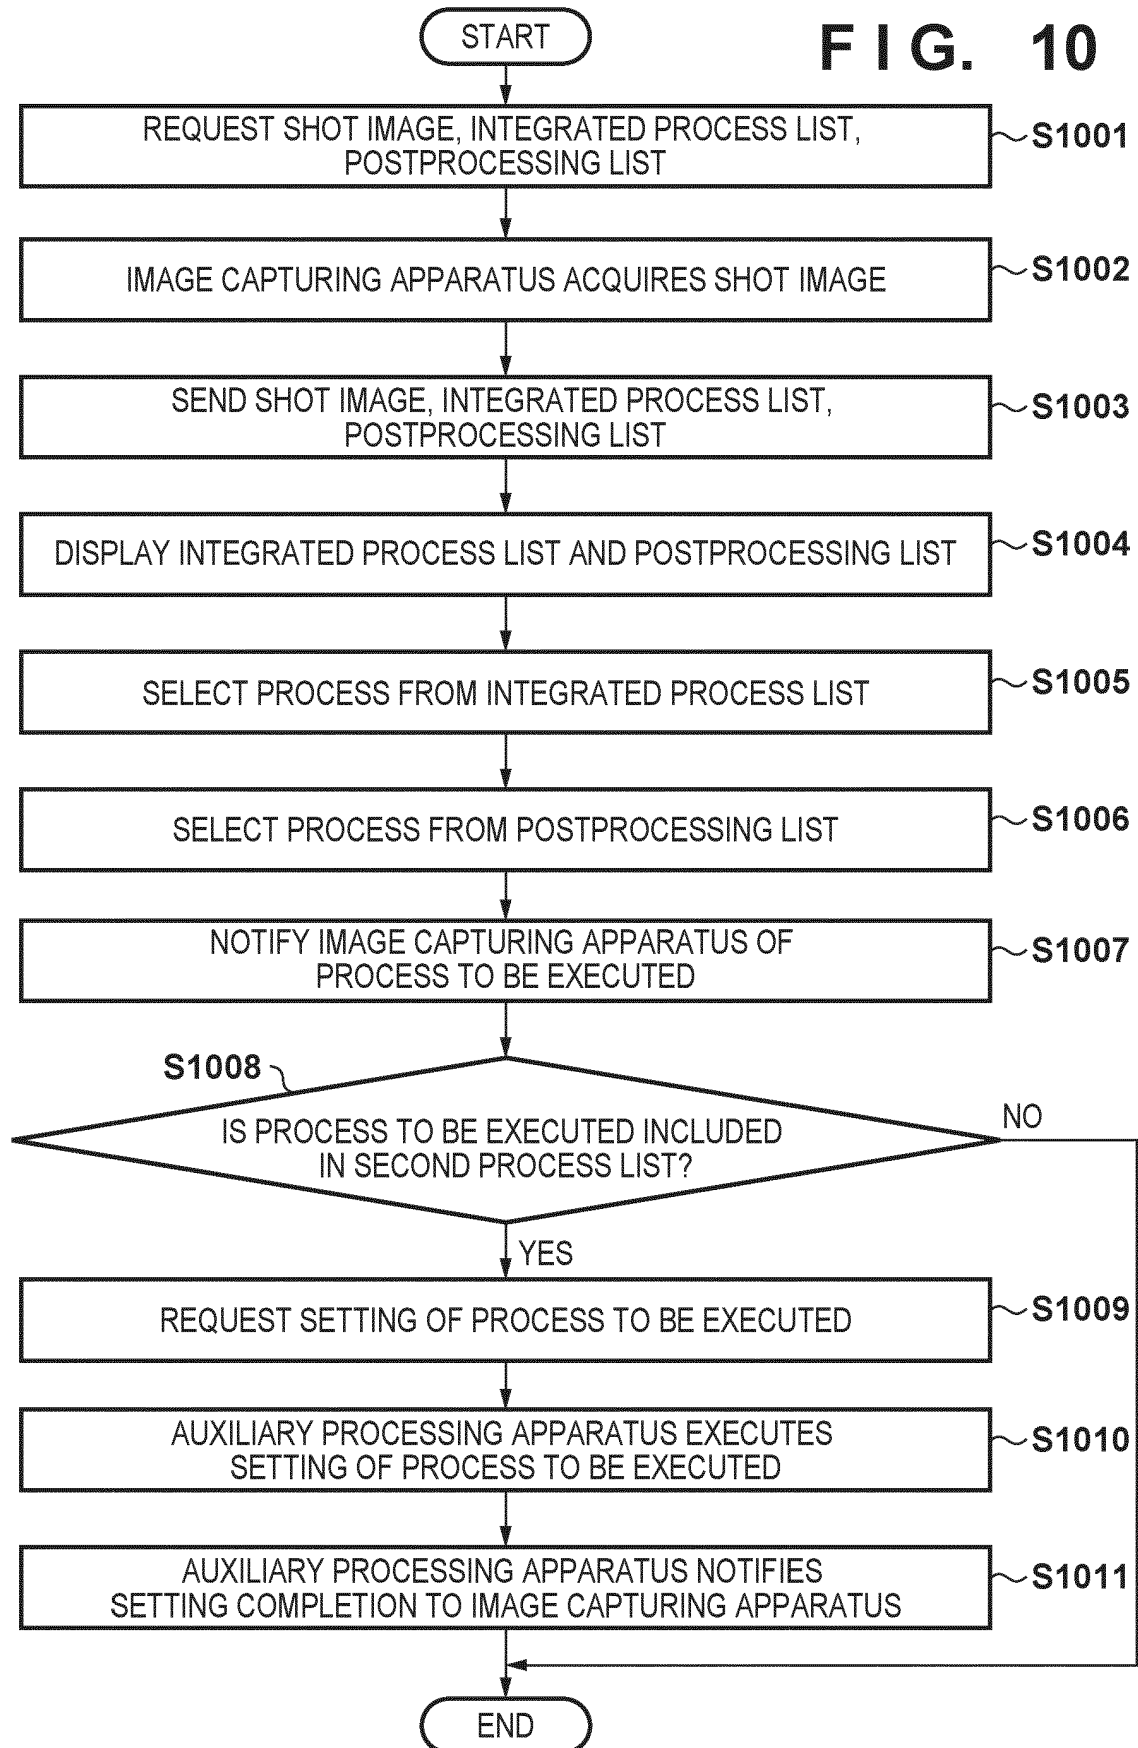 START
F I G. 10
REQUEST SHOT IMAGE, INTEGRATED PROCESS LIST,
POSTPROCESSING LIST
S1001
IMAGE CAPTURING APPARATUS ACQUIRES SHOT IMAGE
S1002
SEND SHOT IMAGE, INTEGRATED PROCESS LIST,
POSTPROCESSING LIST
S1003
DISPLAY INTEGRATED PROCESS LIST AND POSTPROCESSING LIST
S1004
SELECT PROCESS FROM INTEGRATED PROCESS LIST
S1005
SELECT PROCESS FROM POSTPROCESSING LIST
S1006
NOTIFY IMAGE CAPTURING APPARATUS OF
PROCESS TO BE EXECUTED
S1007
S1008
IS PROCESS TO BE EXECUTED INCLUDED
IN SECOND PROCESS LIST?
NO
YES
REQUEST SETTING OF PROCESS TO BE EXECUTED
S1009
AUXILIARY PROCESSING APPARATUS EXECUTES
SETTING OF PROCESS TO BE EXECUTED
S1010
AUXILIARY PROCESSING APPARATUS NOTIFIES
SETTING COMPLETION TO IMAGE CAPTURING APPARATUS
S1011
END